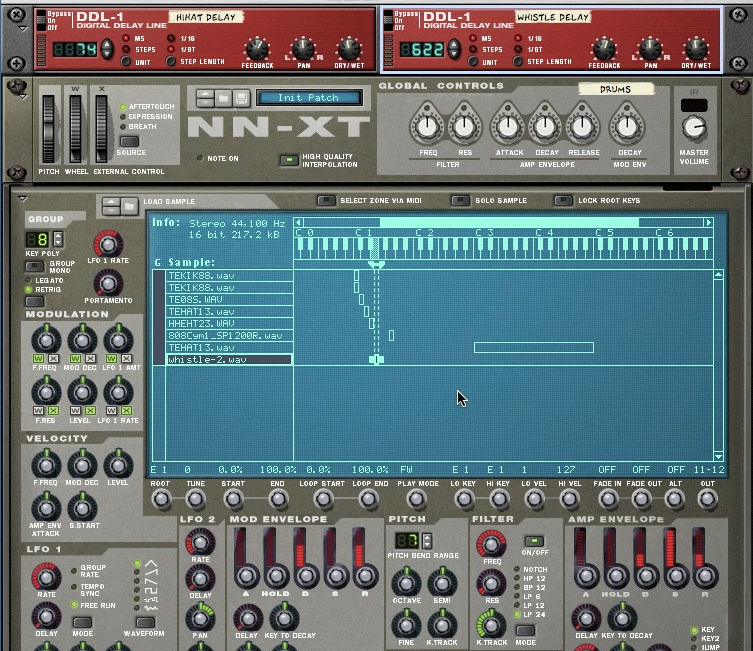 Bypass On Off DDL-1 HIHAT DELAY
DIGITAL DELAY LINE
74 MS STEPS UNIT 1/16 1/8T STEP LENGTH
FEEDBACK L PAN R DRY/WET
Bypass On Off DDL-1 WHISTLE DELAY
DIGITAL DELAY LINE
622 MS STEPS UNIT 1/16 1/8T STEP LENGTH
FEEDBACK L PAN R DRY/WET
W X
AFTERTOUCH
EXPRESSION
BREATH
SOURCE
PITCH WHEEL EXTERNAL CONTROL
Init Patch
NN-XT
NOTE ON HIGH QUALITY INTERPOLATION
GLOBAL CONTROLS DRUMS
FREQ RES ATTACK DECAY RELEASE DECAY
FILTER AMP ENVELOPE MOD ENV
IR
MASTER VOLUME
LOAD SAMPLE SELECT ZONE VIA MIDI SOLO SAMPLE LOCK ROOT KEYS
GROUP
8
KEY POLY
LFO 1 RATE
GROUP MONO
LEGATO
RETRIG
PORTAMENTO
Info: Stereo 44,100 Hz
16 bit 217.2 kB
C 0 C 1 C 2 C 3 C 4 C 5 C 6
G Sample:
TEKIK88.wav
TEKIK88.wav
TE08S.WAV
TEHAT13.wav
HHEHT23.WAV
808Cym1_SP1200R.wav
TEHAT13.wav
whistle-2.wav
E 1 0 0.0% 100.0% 0.0% 100.0% FW E 1 E 1 1 127 OFF OFF OFF 11-12
ROOT TUNE START END LOOP START LOOP END PLAY MODE LO KEY HI KEY LO VEL HI VEL FADE IN FADE OUT ALT OUT
MODULATION
W X W X W X
F.FREQ MOD DEC LFO 1 AMT
W X W X W X
F.RES LEVEL LFO 1 RATE
VELOCITY
F.FREQ MOD DEC LEVEL
AMP ENV ATTACK S.START
LFO 1
RATE
GROUP RATE
TEMPO SYNC
FREE RUN
DELAY MODE WAVEFORM
LFO 2
RATE
DELAY
PAN
MOD ENVELOPE
A HOLD D S R
DELAY KEY TO DECAY
PITCH
7
PITCH BEND RANGE
OCTAVE SEMI
FINE K.TRACK
FILTER
FREQ ON/OFF
RES
K.TRACK
NOTCH
HP 12
BP 12
LP 6
LP 12
LP 24
MODE
AMP ENVELOPE
A HOLD D S R
DELAY KEY TO DECAY
KEY
KEY2
JUMP